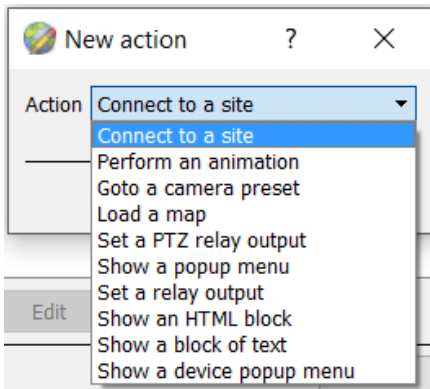 New action ?
Action Connect to a site
Connect to a site
Perform an animation
Goto a camera preset
Load a map
Set a PTZ relay output
Show a popup menu
Set a relay output
Edit
Show an HTML block
Show a block of text
Show a device popup menu